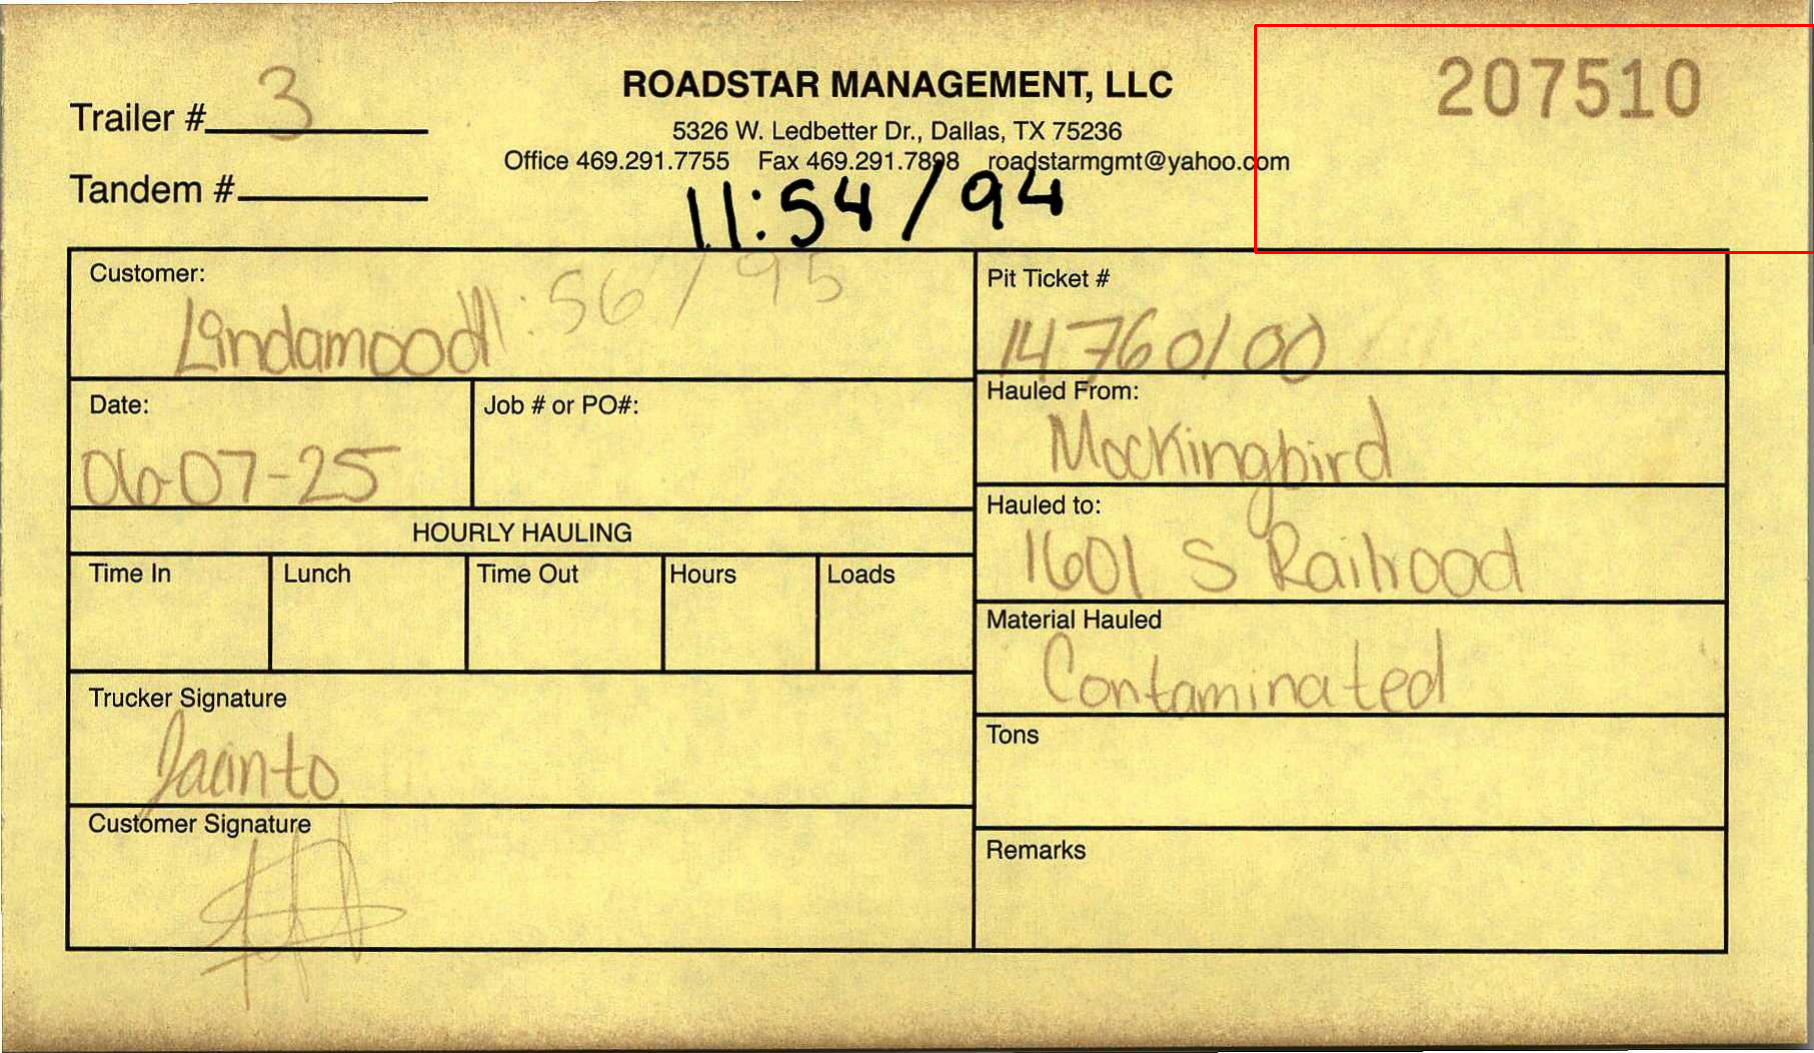 207510
Trailer # 3
ROADSTAR MANAGEMENT, LLC
5326 W. Ledbetter Dr., Dallas, TX 75236
Office 469.291.7755 Fax 469.291.7898 roadstarmgmt@yahoo.com
Tandem #
11:54/94
Customer:
Lindamood 11:56/95
Pit Ticket #
14760100
Date:
06-07-25
Job # or PO#:
Hauled From:
Mockingbird
Hauled to:
1601 S Railroad
HOURLY HAULING
Time In Lunch Time Out Hours Loads
Material Hauled
Contaminated
Trucker Signature
Jacinto
Tons
Customer Signature
Remarks